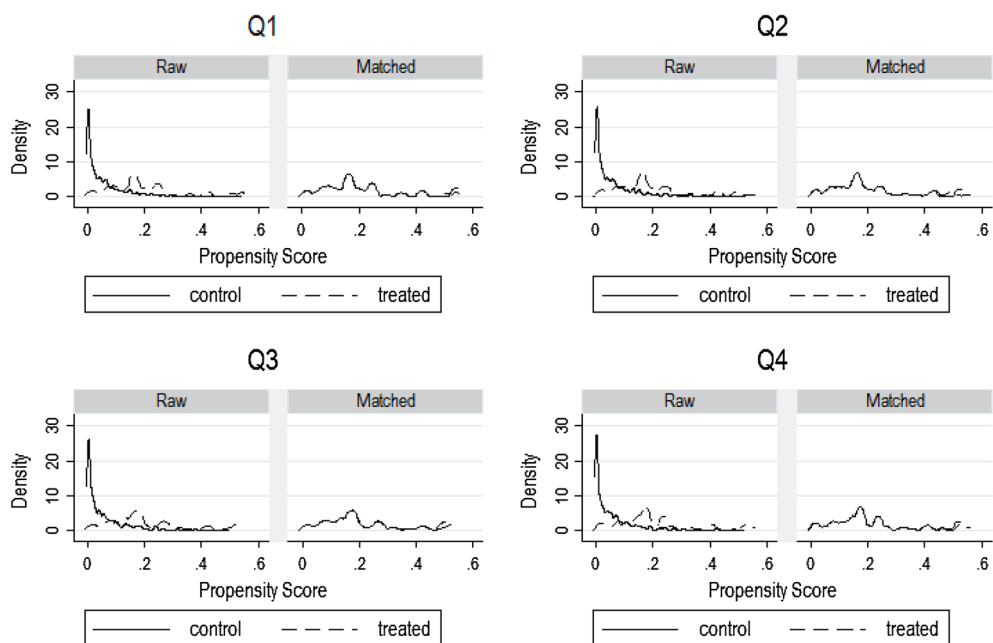 Q1
Raw Matched
30
20
10
0
Density
0 .2 .4 .6 0 .2 .4 .6
Propensity Score
control treated
Q2
Raw Matched
30
20
10
0
Density
0 .2 .4 .6 0 .2 .4 .6
Propensity Score
control treated
Q3
Raw Matched
30
20
10
0
Density
0 .2 .4 .6 0 .2 .4 .6
Propensity Score
control treated
Q4
Raw Matched
30
20
10
0
Density
0 .2 .4 .6 0 .2 .4 .6
Propensity Score
control treated